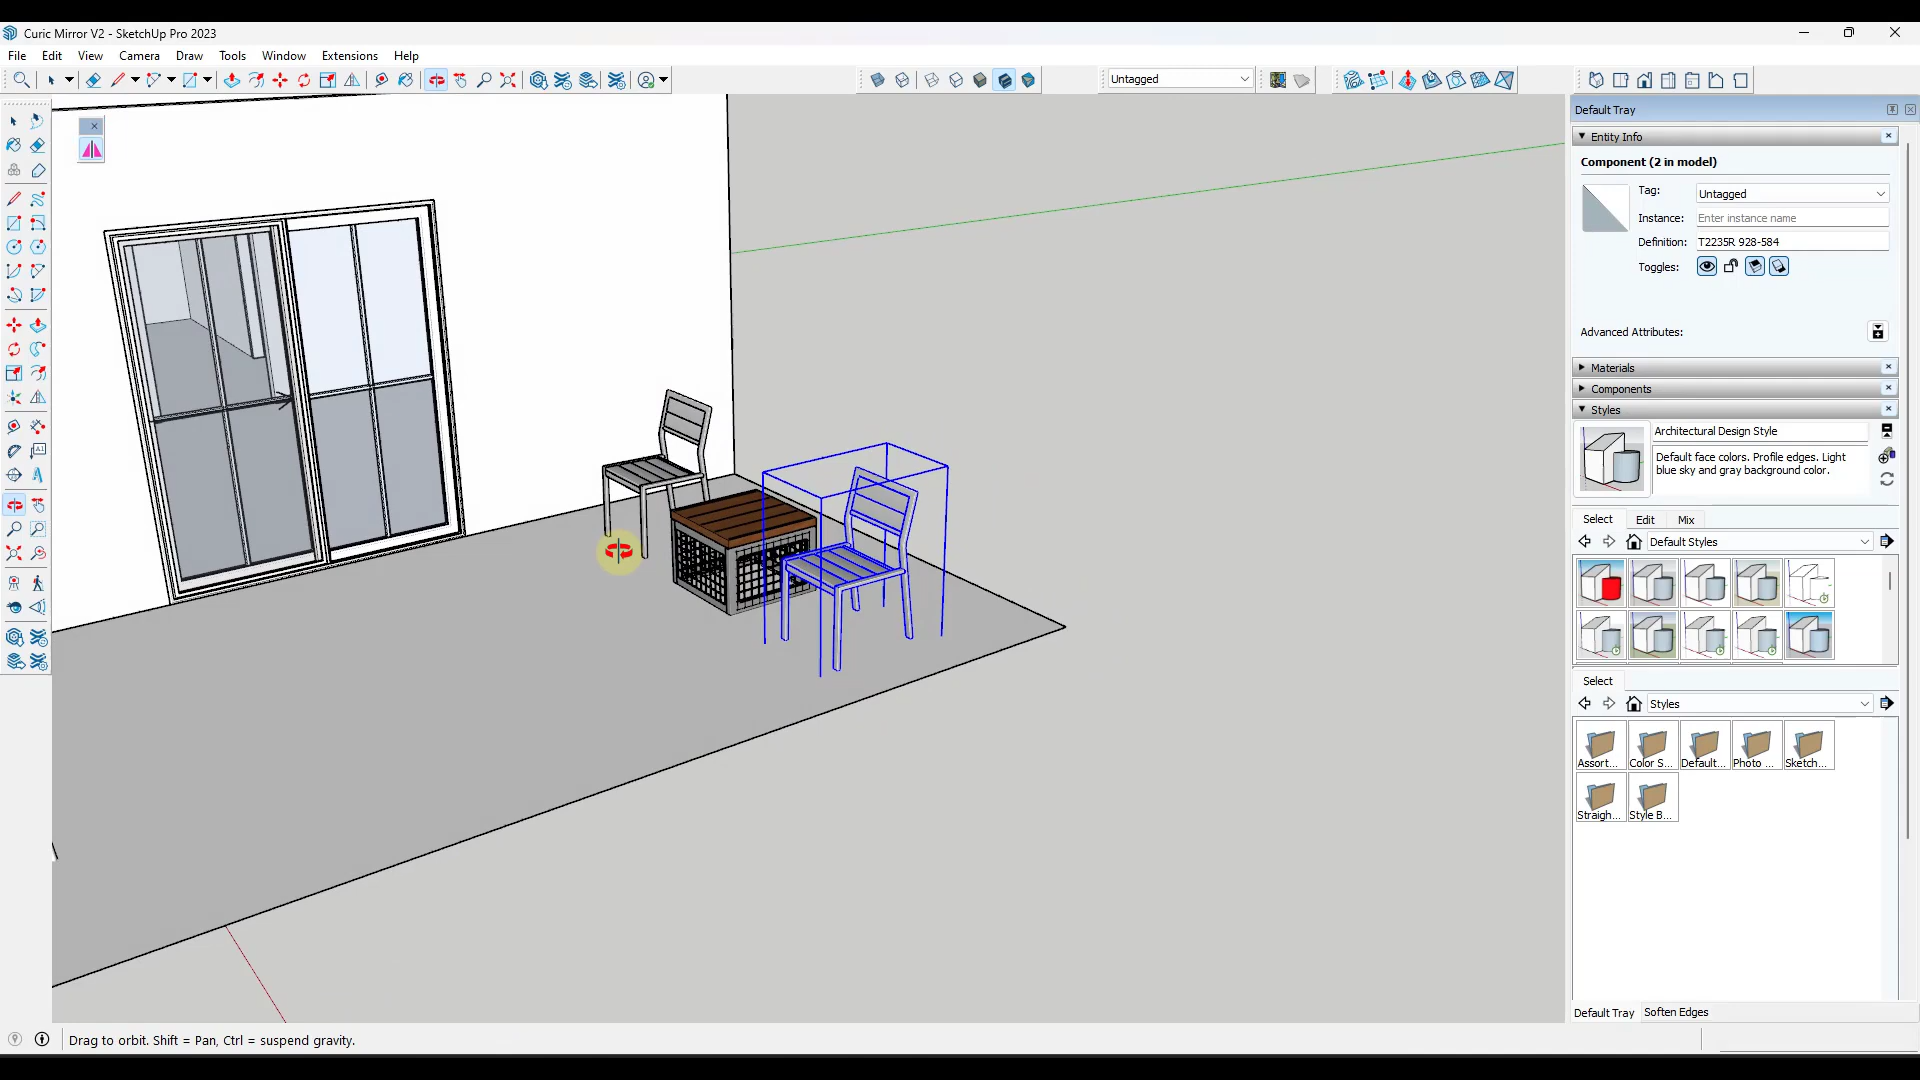 Curic Mirror V2 - SketchUp Pro 2023
File Edit View Camera Draw Tools Window Extensions Help
Untagged
Default Tray
Entity Info
Component (2 in model)
Tag: Untagged
Instance: Enter instance name
Definition: T2235R 928-584
Toggles:
Advanced Attributes:
Materials
Components
Styles
Architectural Design Style
Default face colors. Profile edges. Light
blue sky and gray background color.
Select Edit Mix
Default Styles
Select
Styles
Assort... Color S... Default... Photo ... Sketch...
Straigh... Style B...
Default Tray Soften Edges
Drag to orbit. Shift = Pan, Ctrl = suspend gravity.